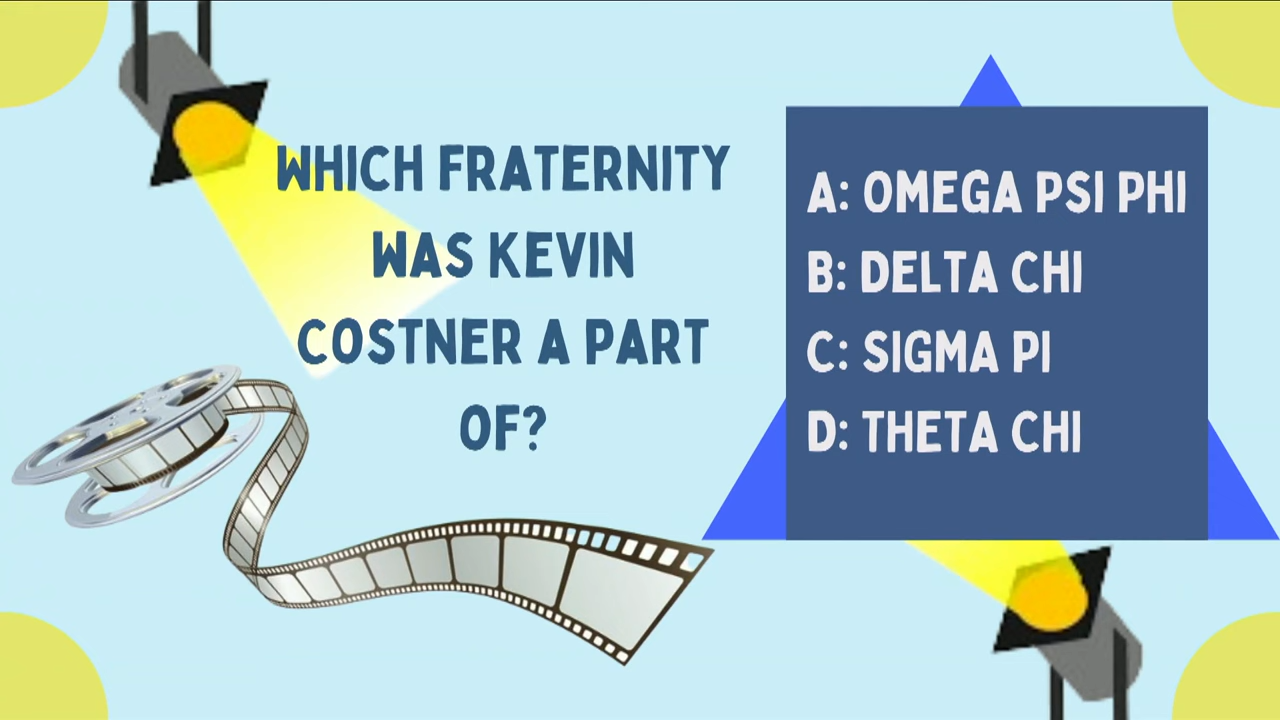 WHICH FRATERNITY
WAS KEVIN
COSTNER A PART
OF?
A: OMEGA PSI PHI
B: DELTA CHI
C: SIGMA PI
D: THETA CHI